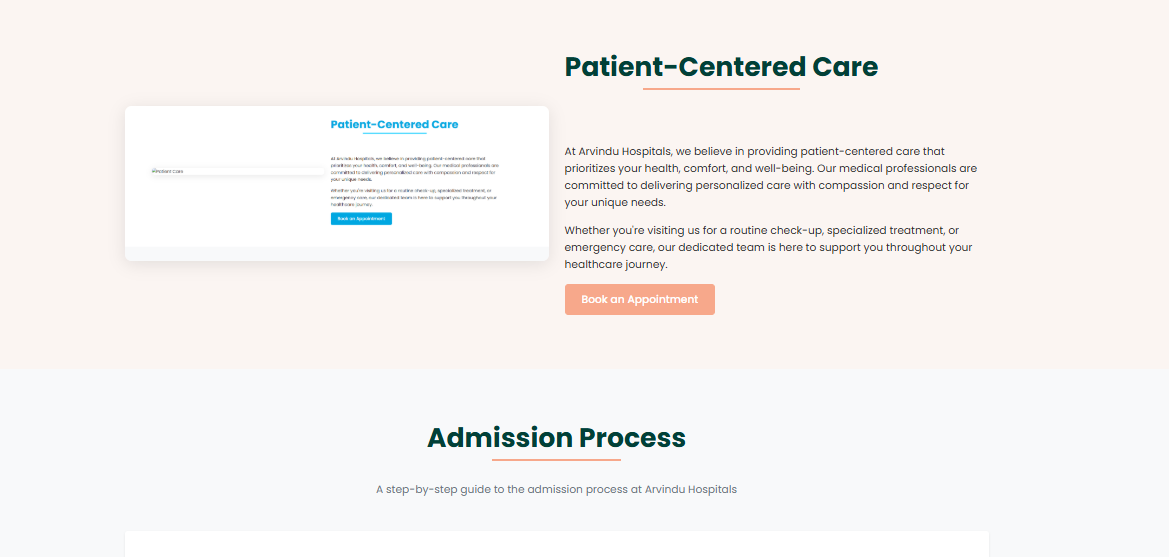 Patient-Centered Care
Patient-Centered Care
At Arvindu Hospitals, we believe in providing patient-centered care that
prioritizes your health, comfort, and well-being. Our medical professionals are
committed to delivering personalized care with compassion and respect for
your unique needs.
Whether you're visiting us for a routine check-up, specialized treatment, or
emergency care, our dedicated team is here to support you throughout your
healthcare journey.
Book an Appointment
Patient Care
At Arvindu Hospitals, we believe in providing patient-centered care that
prioritizes your health, comfort, and well-being. Our medical professionals are
committed to delivering personalized care with compassion and respect for
your unique needs.
Whether you're visiting us for a routine check-up, specialized treatment, or
emergency care, our dedicated team is here to support you throughout your
healthcare journey.
Book an Appointment
Admission Process
A step-by-step guide to the admission process at Arvindu Hospitals